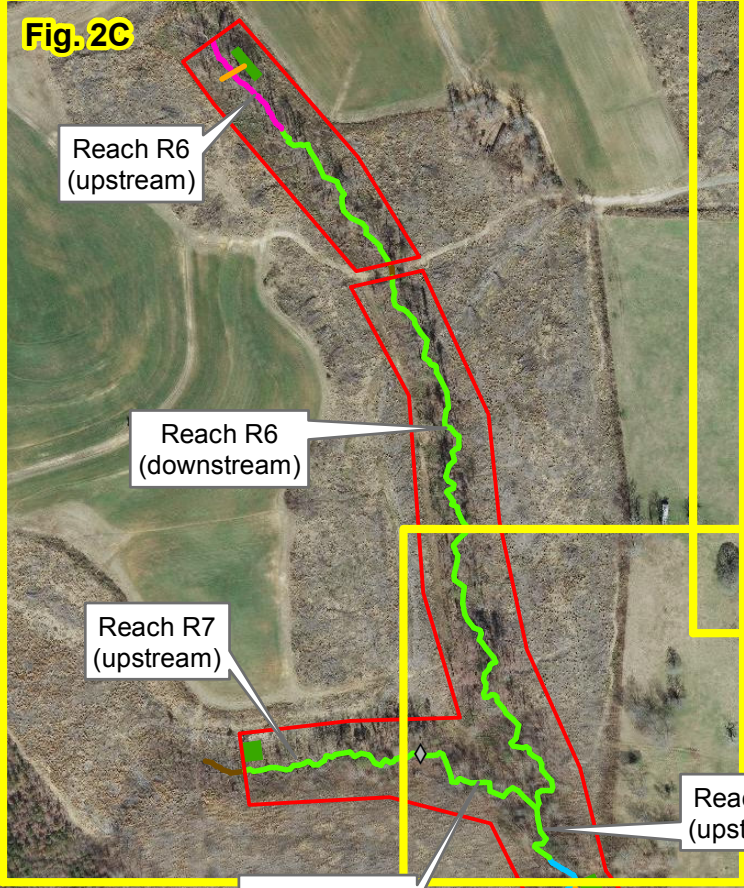 Fig. 2C
Reach R6
(upstream)
Reach R6
(downstream)
Reach R7
(upstream)